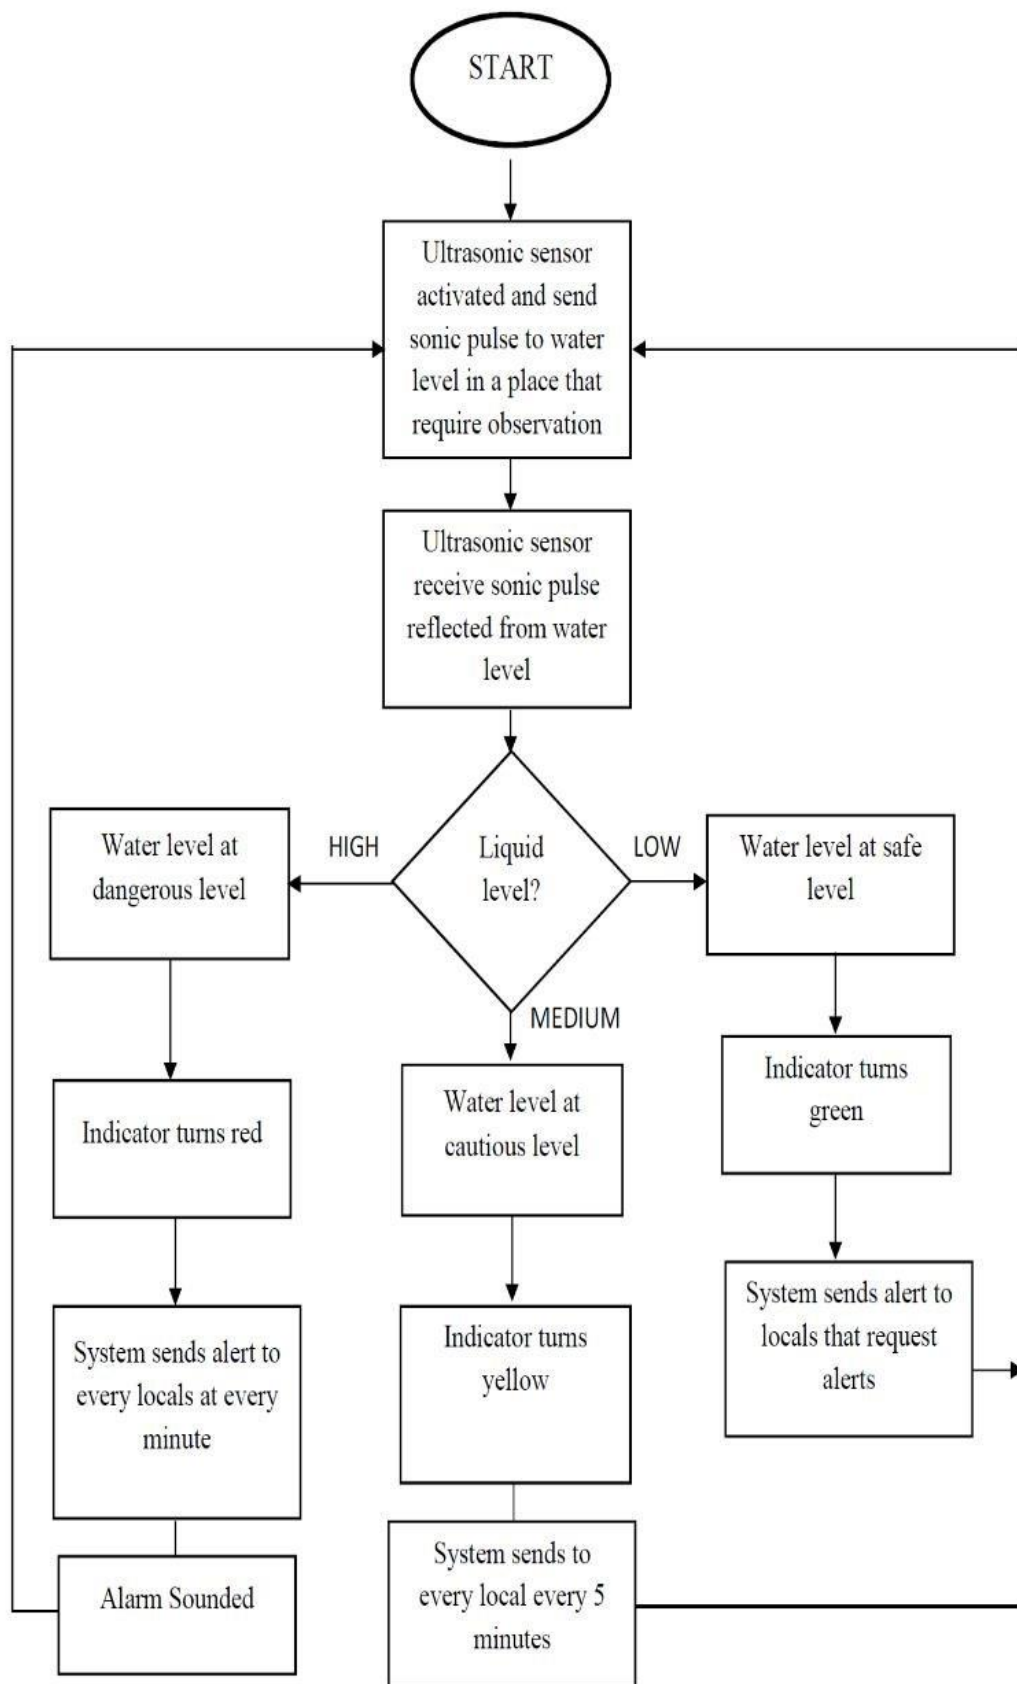 START
Ultrasonic sensor
activated and send
sonic pulse to water
level in a place that
require observation
Ultrasonic sensor
receive sonic pulse
reflected from water
level
Liquid
level?
HIGH
LOW
MEDIUM
Water level at
dangerous level
Indicator turns red
System sends alert to
every locals at every
minute
Alarm Sounded
Water level at
cautious level
Indicator turns
yellow
System sends to
every local every 5
minutes
Water level at safe
level
Indicator turns
green
System sends alert to
locals that request
alerts